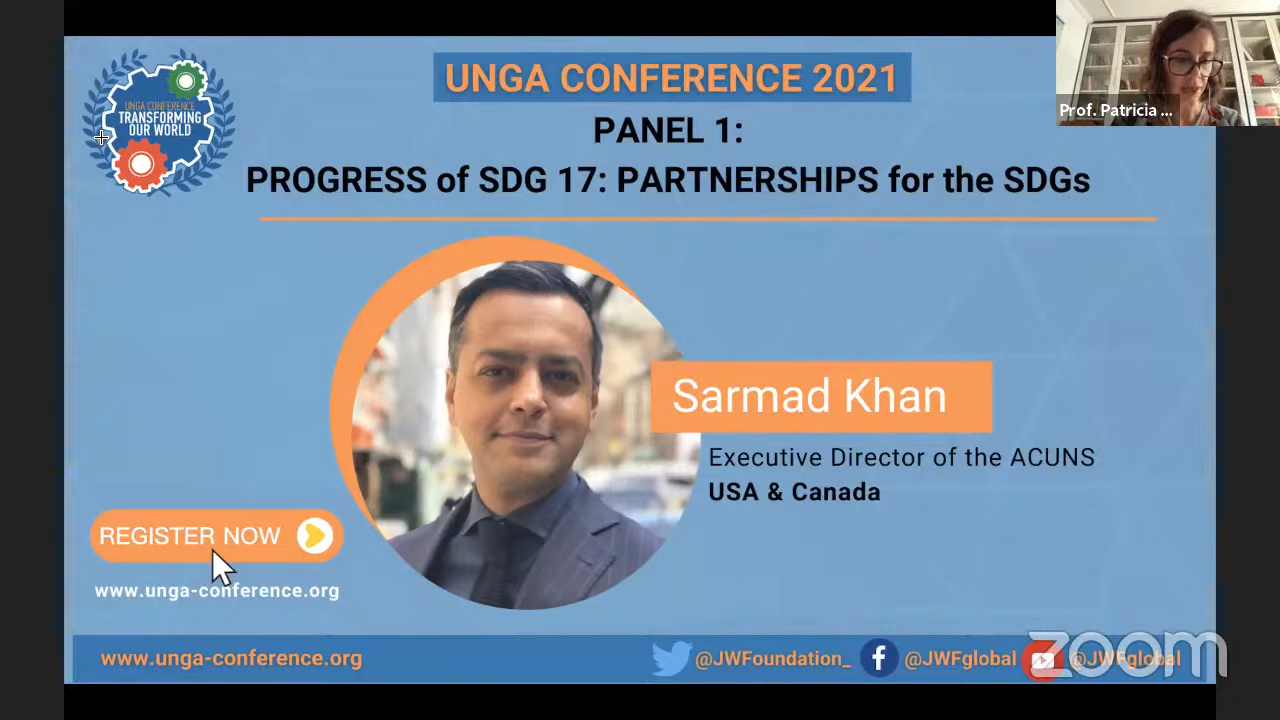 UNGA CONFERENCE
TRANSFORMING
OUR WORLD
UNGA CONFERENCE 2021
PANEL 1:
PROGRESS of SDG 17: PARTNERSHIPS for the SDGs
Prof. Patricia ...
Sarmad Khan
Executive Director of the ACUNS
USA & Canada
REGISTER NOW
www.unga-conference.org
www.unga-conference.org
@JWFoundation_
@JWFglobal
@JWFglobal
zoom